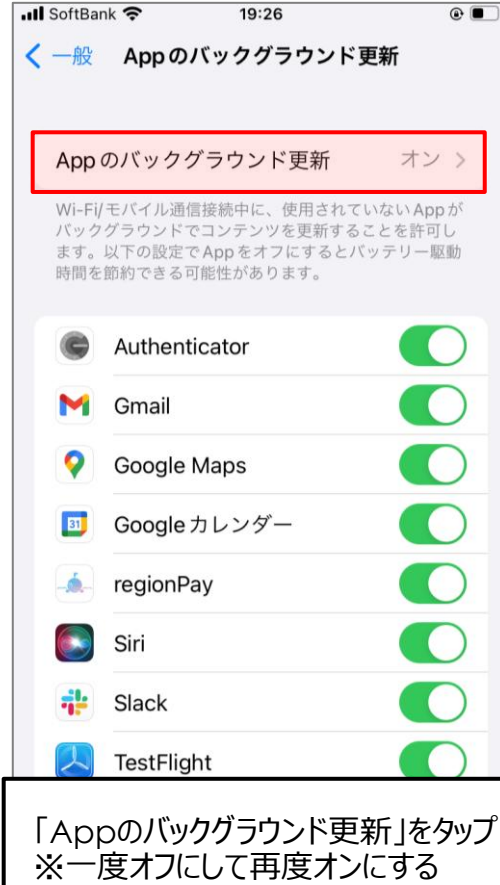 SoftBank 19:26
一般 Appのバックグラウンド更新
Appのバックグラウンド更新 オン
Wi-Fi/モバイル通信接続中に、使用されていないAppが
バックグラウンドでコンテンツを更新することを許可し
ます。以下の設定でAppをオフにするとバッテリー駆動
時間を節約できる可能性があります。
Authenticator
Gmail
Google Maps
31
Googleカレンダー
regionPay
Siri
Slack
TestFlight
「Appのバックグラウンド更新」をタップ
※一度オフにして再度オンにする